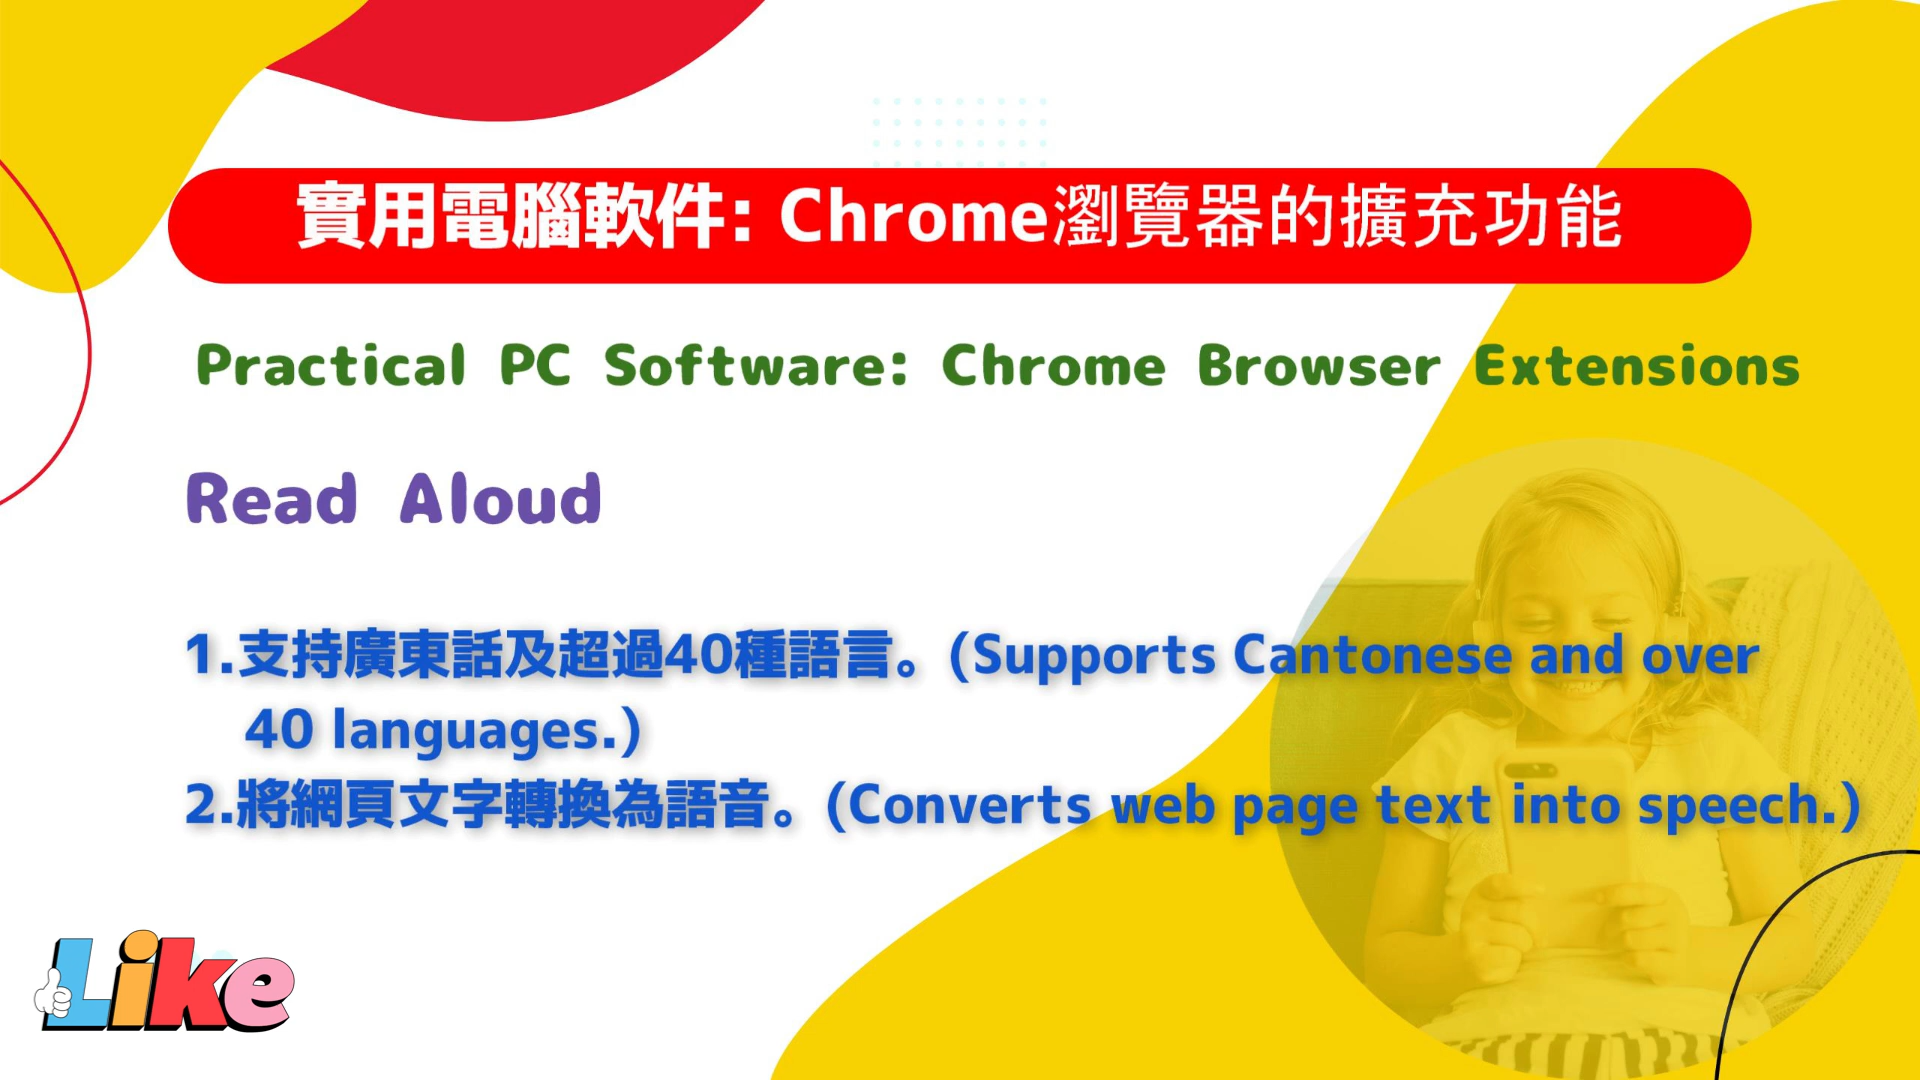 實用電腦軟件: Chrome瀏覽器的擴充功能
Practical PC Software: Chrome Browser Extensions
Read Aloud
1.支持廣東話及超過40種語言。(Supports Cantonese and over
40 languages.)
2.將網頁文字轉換為語音。(Converts web page text into speech.)
Like